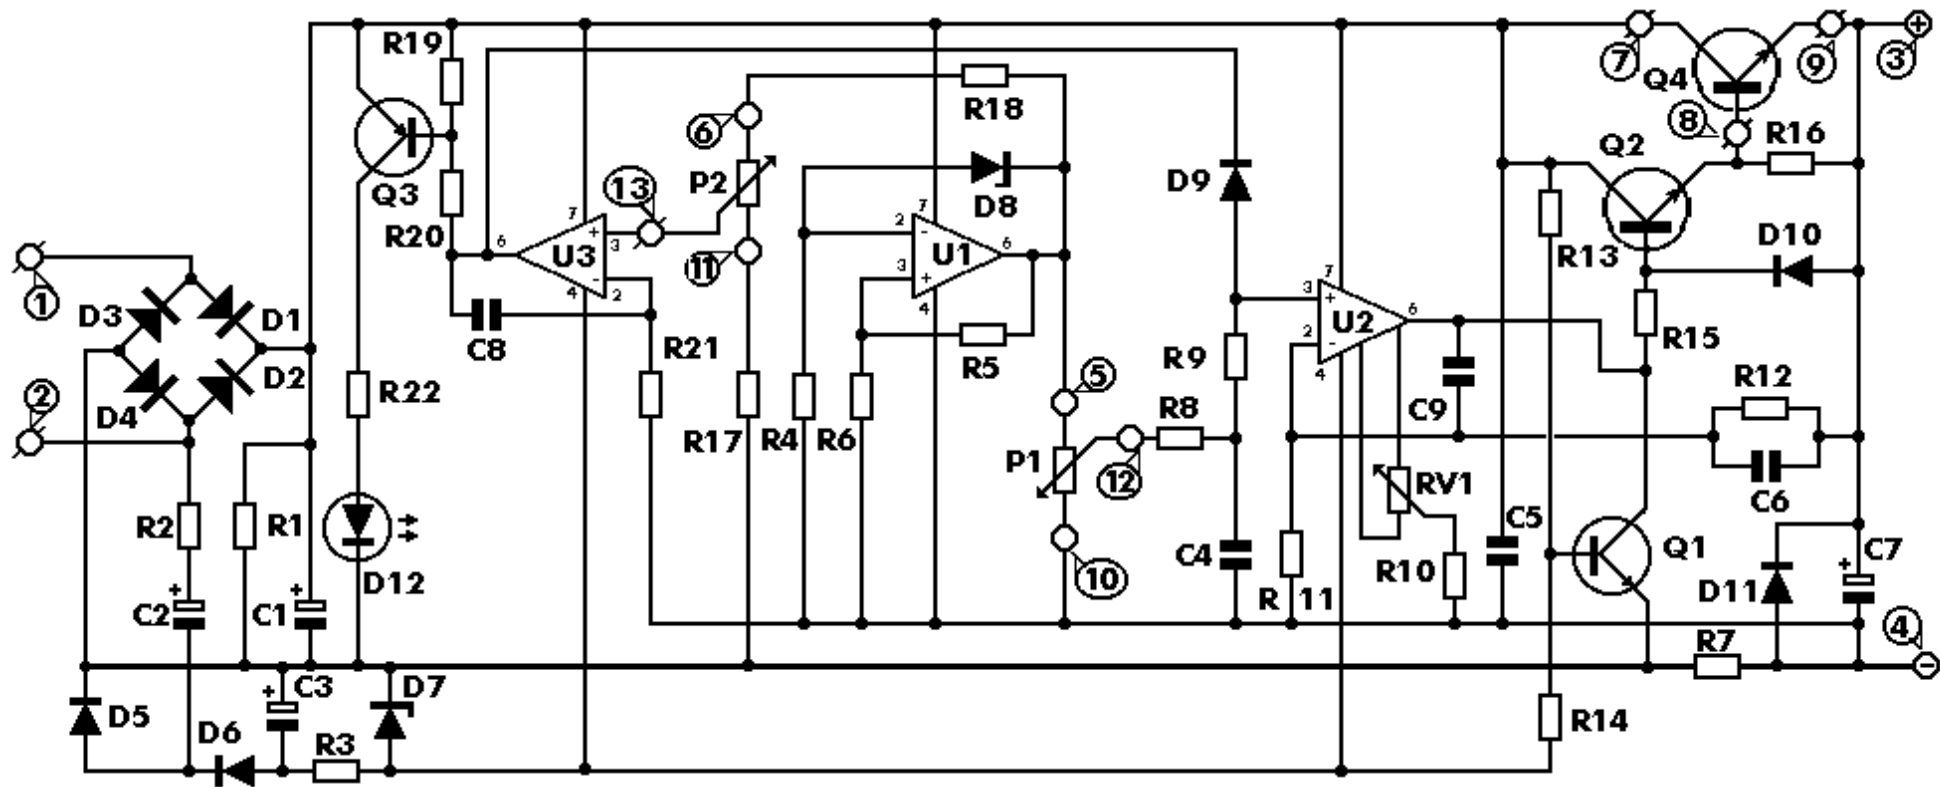 R19
R18
7
Q4
9
3
+
8
R16
Q2
6
P2
13
D8
D9
Q3
R20
7
7
2
-
U1
6
3
+
4
6
U3
+
3
-
2
4
11
R13
D10
7
1
D3
D1
D2
D4
2
C8
R21
3
+
U2
6
2
-
4
R15
R9
R22
5
R12
C9
R8
R17
R4
R6
R5
P1
12
RV1
C6
R2
R1
C5
Q1
C7
D12
10
C4
R10
R 11
D11
+
+
+
C2
C1
4
R7
-
+
C3
D7
D5
D6
R3
R14